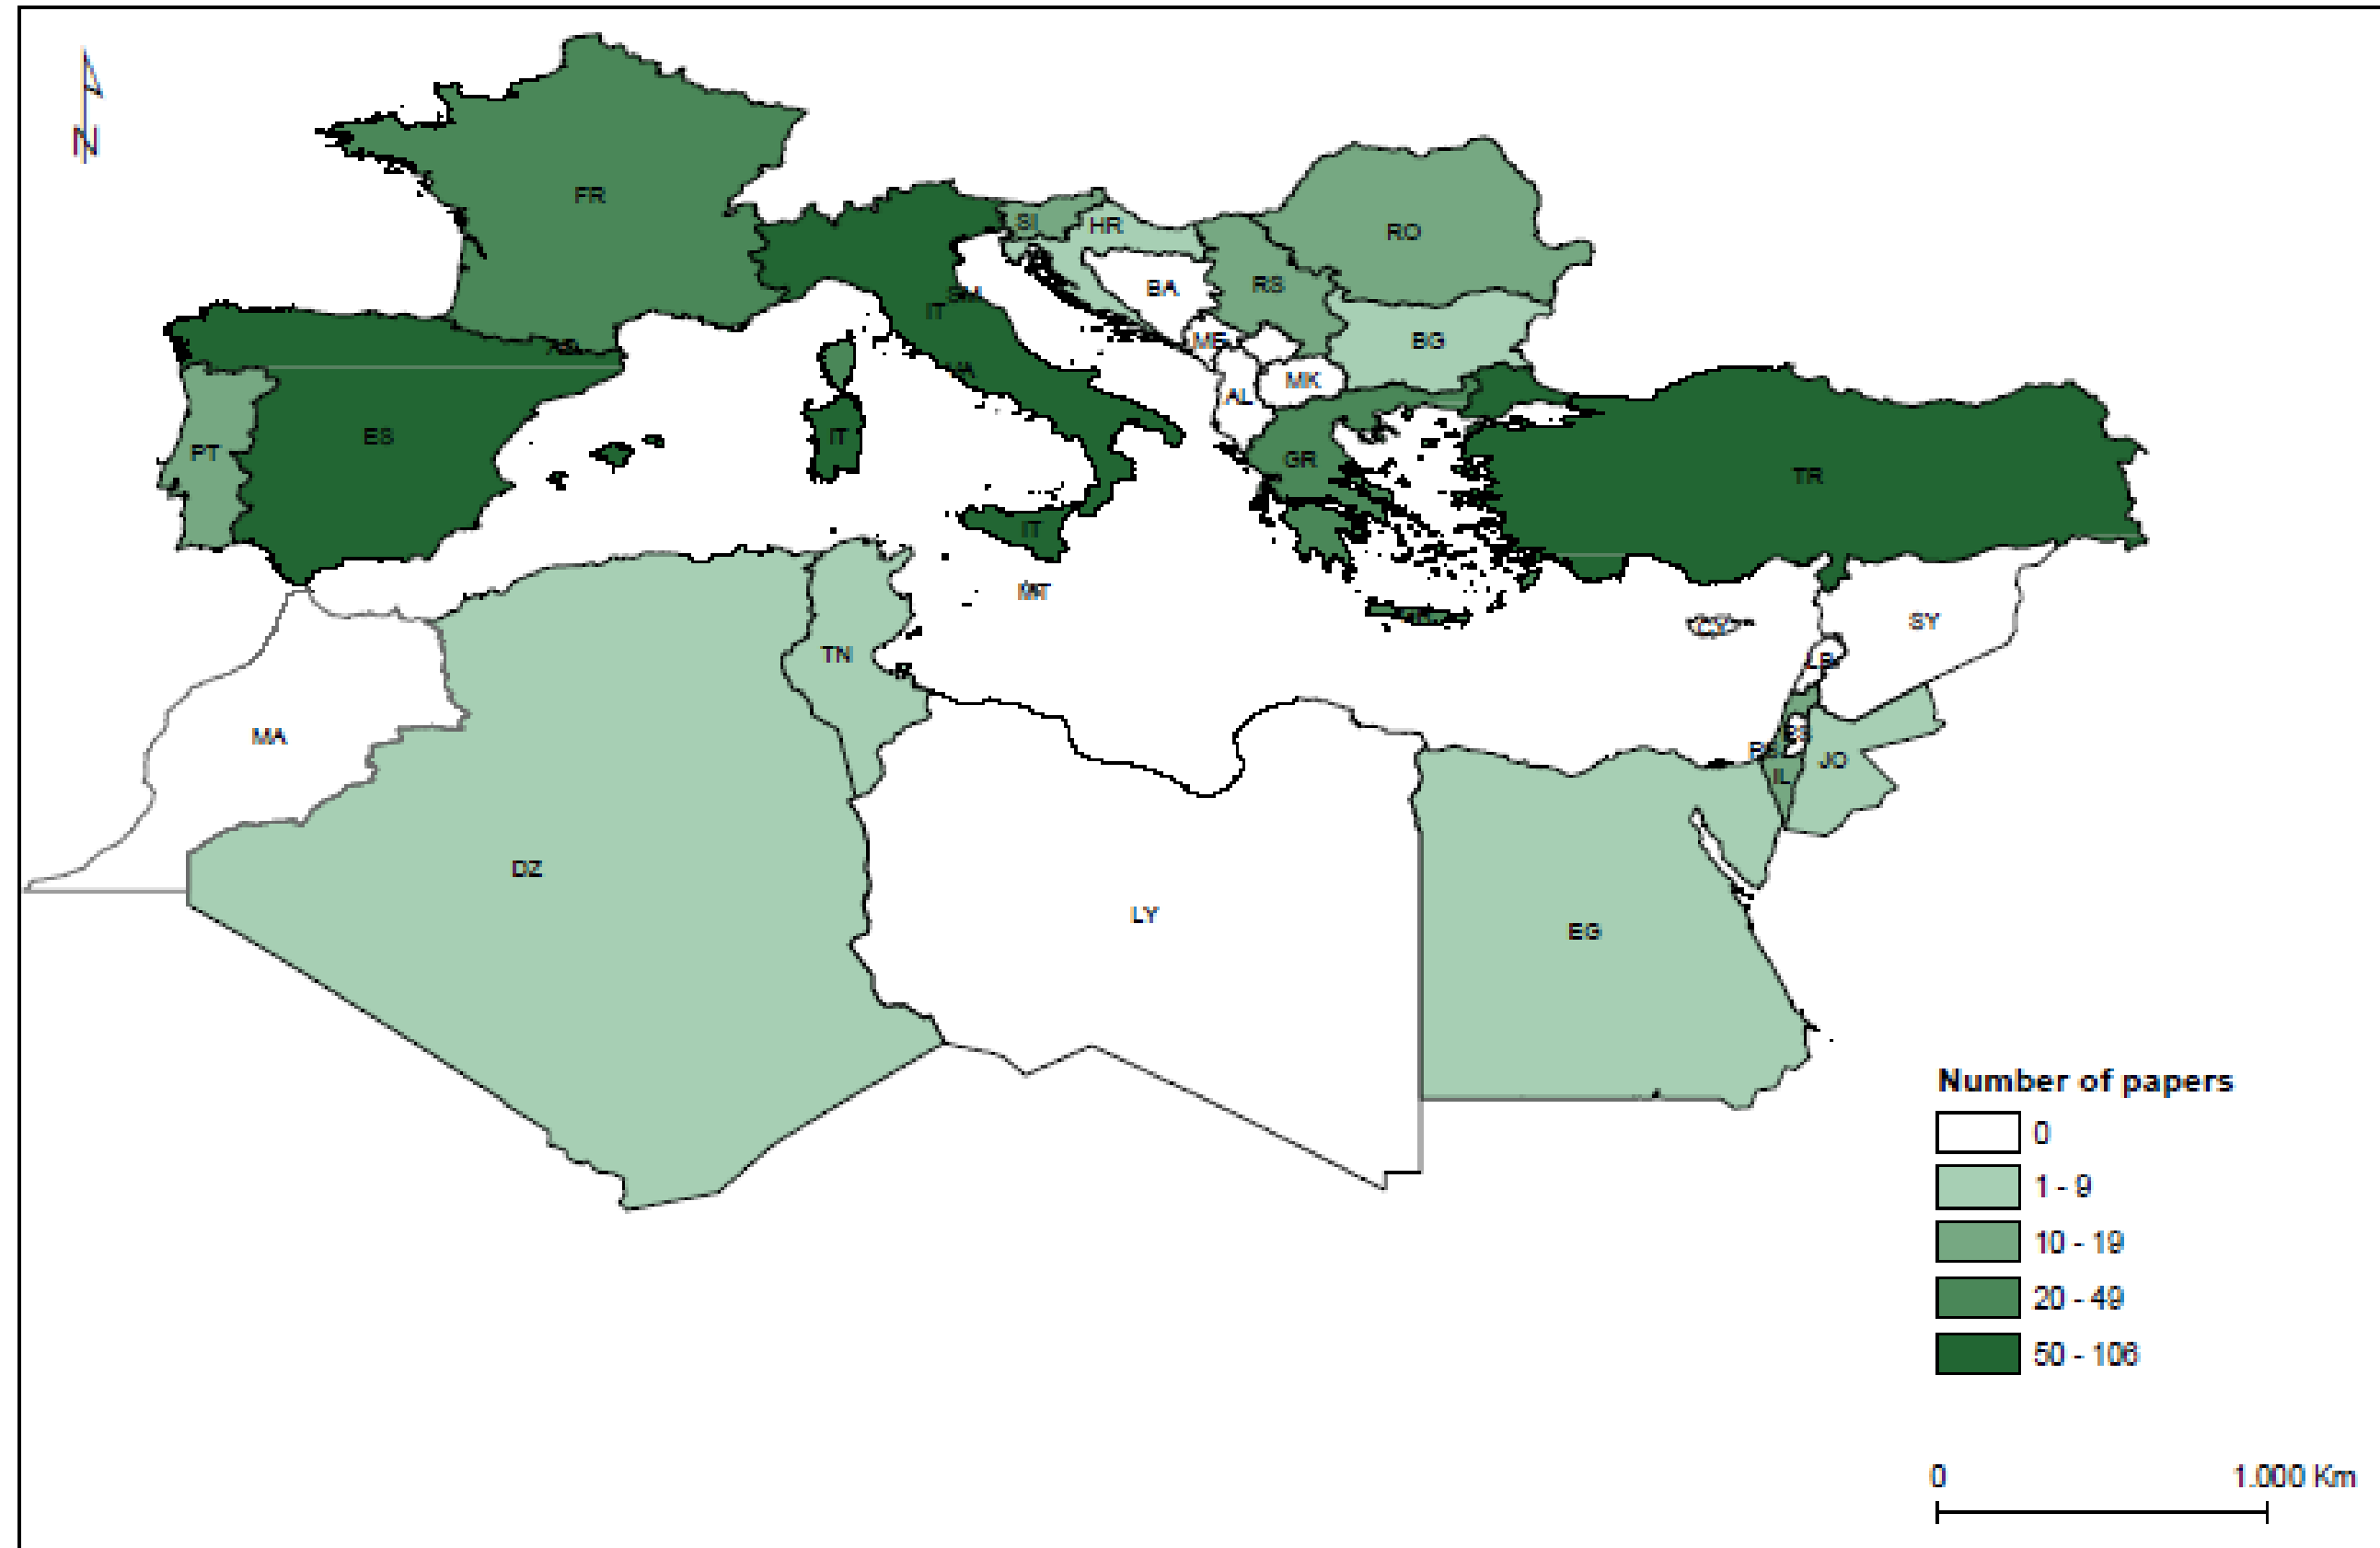 N
FR
SI
HR
RO
BA
RS
SM
IT
ME
BG
VA
MK
AL
PT
ES
IT
GR
TR
IT
SY
TN
LB
MA
JO
IL
DZ
LY
EG
Number of papers
0
1 - 9
10 - 19
20 - 49
50 - 106
0 1.000 Km